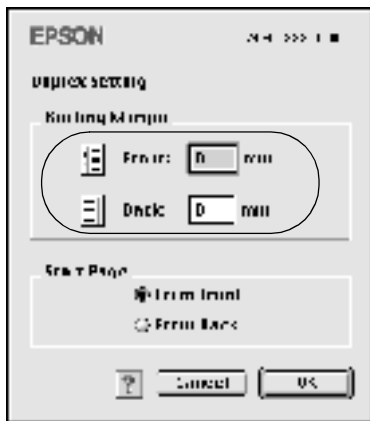 EPSON
Duplex Setting
Binding Margin
Front: 0 mm
Back: 0 mm
Start Page
From Front
From Back
? Cancel OK